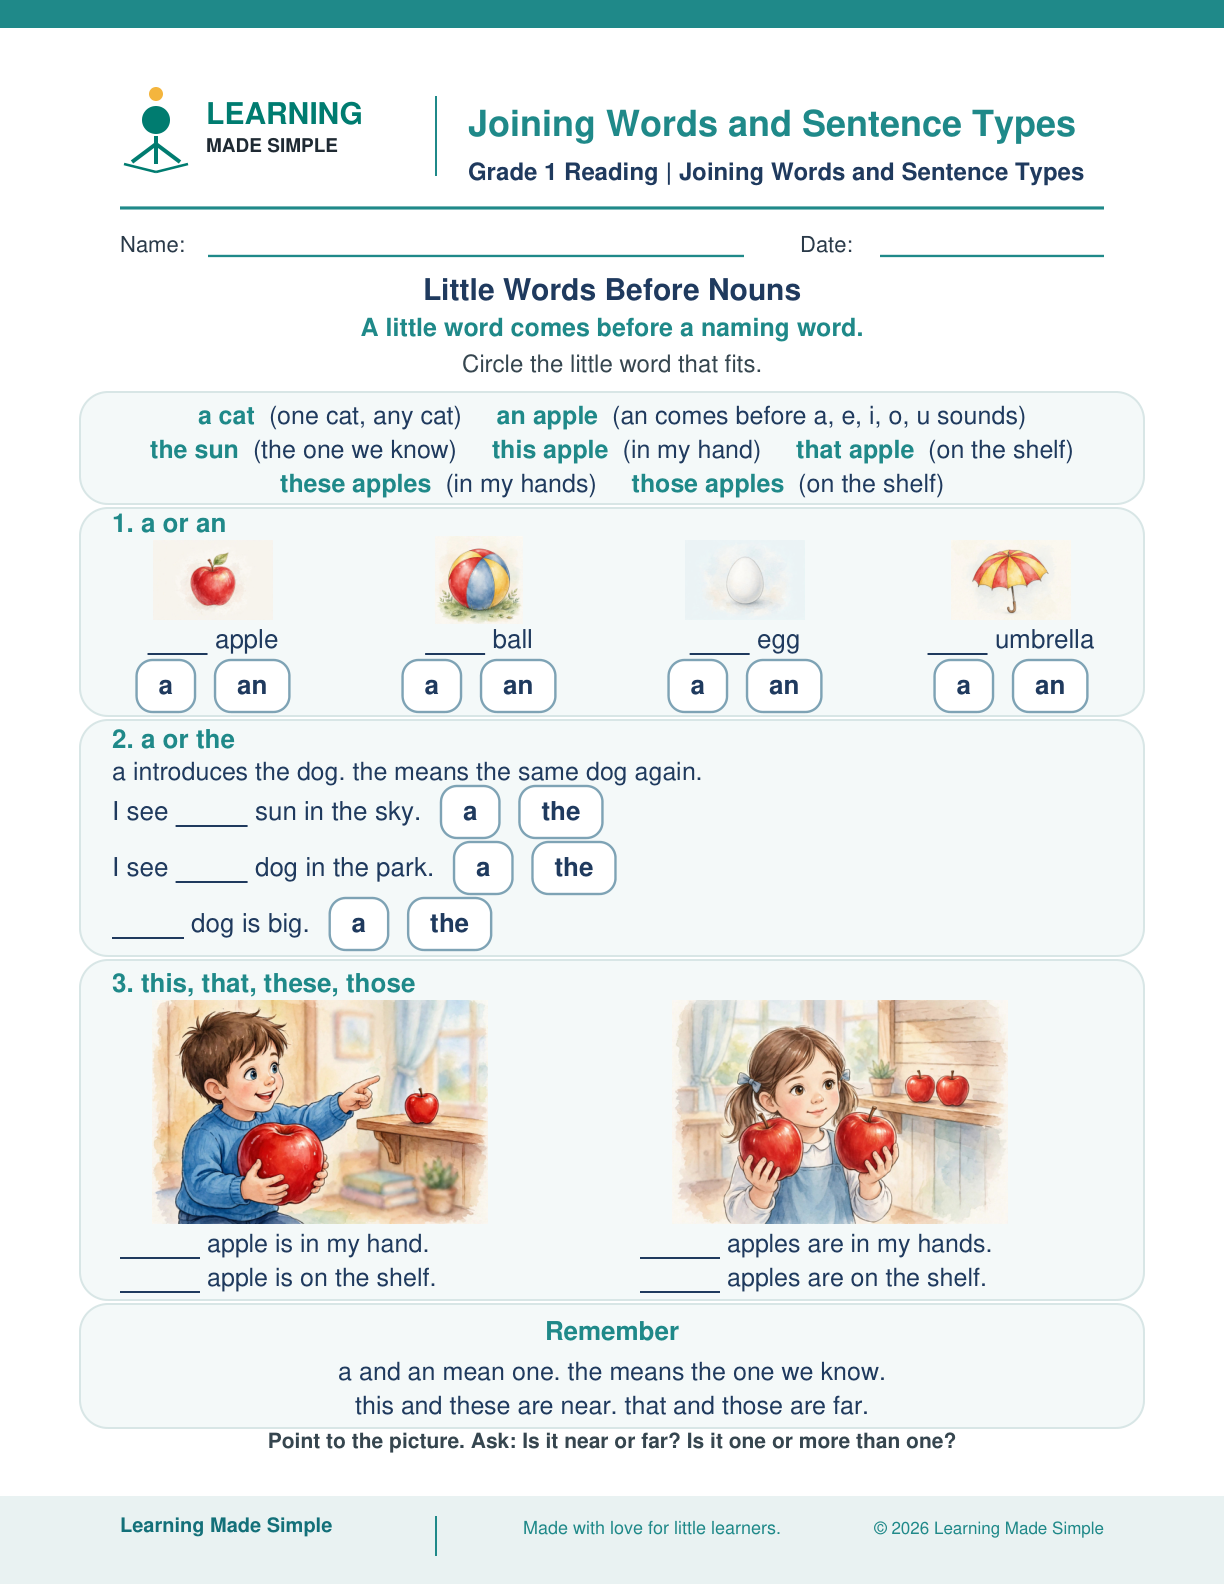 LEARNING
MADE SIMPLE
Joining Words and Sentence Types
Grade 1 Reading | Joining Words and Sentence Types
Name: Date:
Little Words Before Nouns
A little word comes before a naming word.
Circle the little word that fits.
a cat (one cat, any cat) an apple (an comes before a, e, i, o, u sounds)
the sun (the one we know) this apple (in my hand) that apple (on the shelf)
these apples (in my hands) those apples (on the shelf)
1. a or an
_____ apple _____ ball _____ egg _____ umbrella
a an a an a an a an
2. a or the
a introduces the dog. the means the same dog again.
I see _____ sun in the sky. a the
I see _____ dog in the park. a the
_____ dog is big. a the
3. this, that, these, those
_____ apple is in my hand.
_____ apple is on the shelf.
_____ apples are in my hands.
_____ apples are on the shelf.
Remember
a and an mean one. the means the one we know.
this and these are near. that and those are far.
Point to the picture. Ask: Is it near or far? Is it one or more than one?
Learning Made Simple Made with love for little learners. © 2026 Learning Made Simple